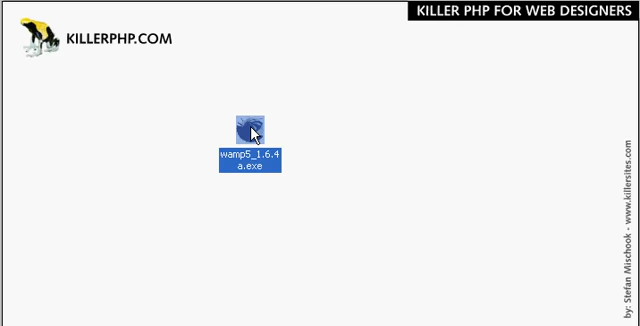 KILLER PHP FOR WEB DESIGNERS
KILLERPHP.COM
wamp5_1.6.4
a.exe
by: Stefan Mischook - www.killersites.com